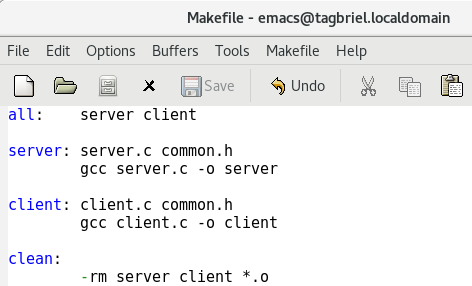 Makefile - emacs@tagbriel.localdomain
File Edit Options Buffers Tools Makefile Help
Save Undo
all:    server client
server: server.c common.h
        gcc server.c -o server
client: client.c common.h
        gcc client.c -o client
clean:
        -rm server client *.o